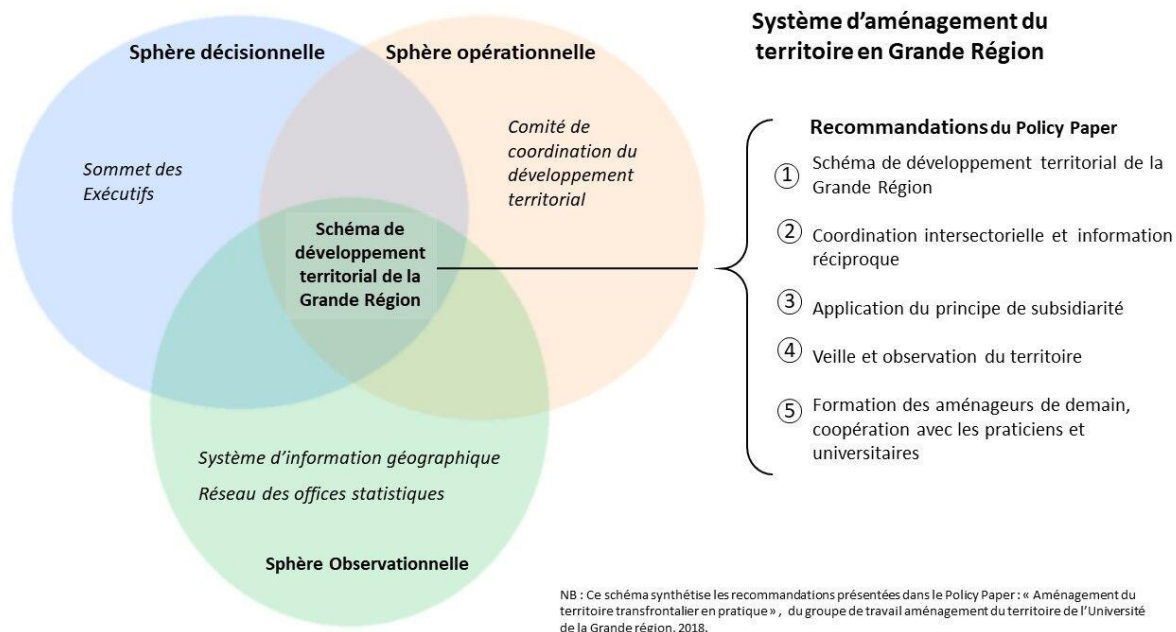 Système d'aménagement du
territoire en Grande Région
Sphère décisionnelle
Sphère opérationnelle
Sommet des
Exécutifs
Comité de
coordination du
développement
territorial
Schéma de
développement
territorial de la
Grande Région
Système d'information géographique
Réseau des offices statistiques
Sphère Observationnelle
Recommandations du Policy Paper
1 Schéma de développement territorial de la
Grande Région
2 Coordination intersectorielle et information
réciproque
3 Application du principe de subsidiarité
4 Veille et observation du territoire
5 Formation des aménageurs de demain,
coopération avec les praticiens et
universitaires
NB : Ce schéma synthétise les recommandations présentées dans le Policy Paper : « Aménagement du
territoire transfrontalier en pratique » , du groupe de travail aménagement du territoire de l'Université
de la Grande région, 2018.